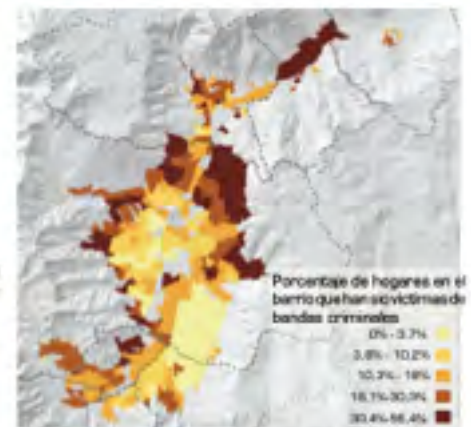 Porcentaje de hogares en el
barrio que han sido víctimas de
bandas criminales
0% - 3.7%
3.8% - 10.2%
10.3% - 18%
18.1% - 30.3%
30.4% - 56.4%